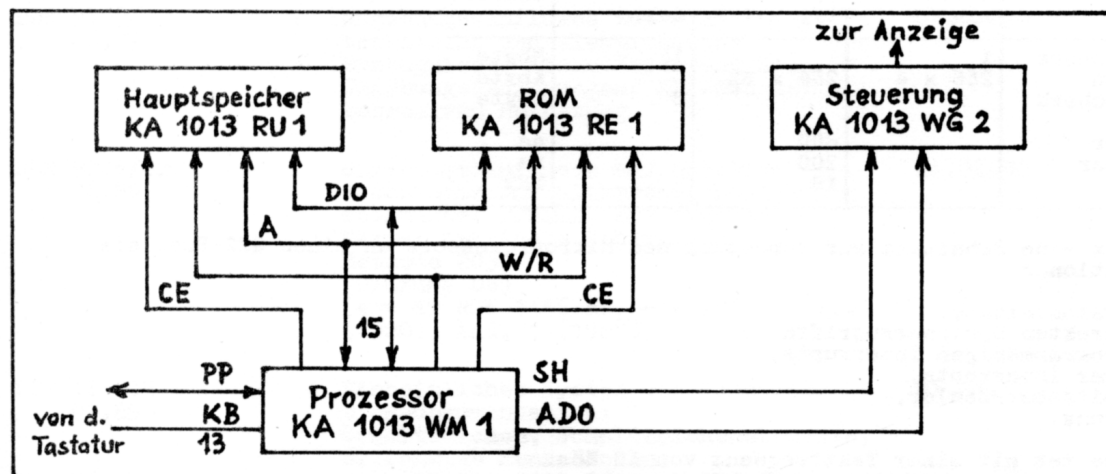 zur Anzeige
Hauptspeicher
KA 1013 RU 1
ROM
KA 1013 RE 1
Steuerung
KA 1013 WG 2
DIO
A
W/R
CE
CE
15
PP
KB
13
von d.
Tastatur
Prozessor
KA 1013 WM 1
SH
ADO